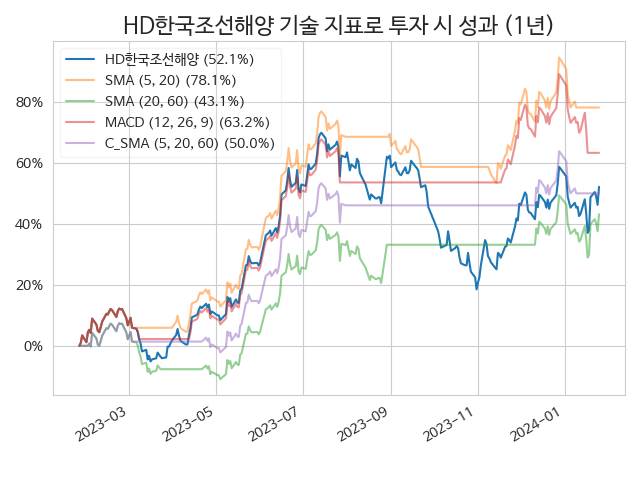 HD한국조선해양 기술 지표로 투자 시 성과 (1년)
HD한국조선해양 (52.1%)
SMA (5, 20) (78.1%)
SMA (20, 60) (43.1%)
MACD (12, 26, 9) (63.2%)
C_SMA (5, 20, 60) (50.0%)
80%
60%
40%
20%
0%
2023-03
2023-05
2023-07
2023-09
2023-11
2024-01